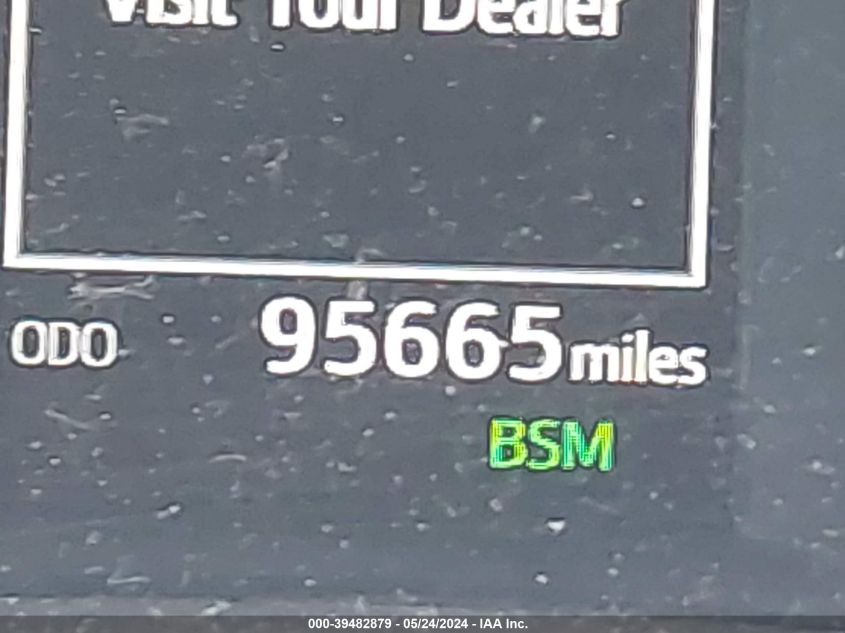 Visit Your Dealer
ODO 95665 miles
BSM
000-39482879 - 05/24/2024 - IAA Inc.